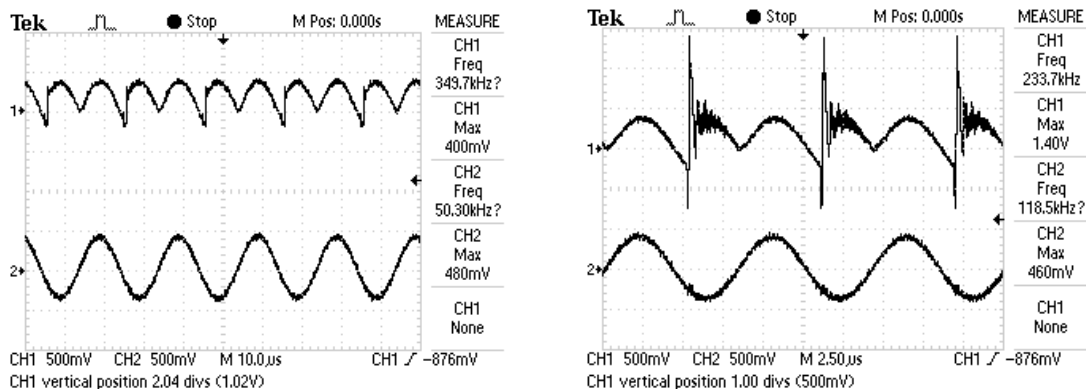 Tek Stop M Pos: 0.000s MEASURE
CH1
Freq
349.7kHz?
1
CH1
Max
400mV
CH2
Freq
50.30kHz?
CH2
2
Max
480mV
CH1
None
CH1 500mV CH2 500mV M 10.0µs CH1 -876mV
CH1 vertical position 2.04 divs (1.02V)
Tek Stop M Pos: 0.000s MEASURE
CH1
Freq
233.7kHz
CH1
1
Max
1.40V
CH2
Freq
118.5kHz?
CH2
Max
2
460mV
CH1
None
CH1 500mV CH2 500mV M 2.50µs CH1 -876mV
CH1 vertical position 1.00 divs (500mV)